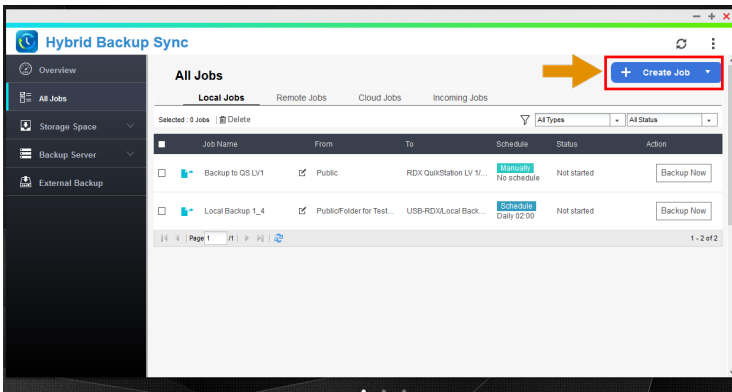 Hybrid Backup Sync
Overview
All Jobs
Storage Space
Backup Server
External Backup
All Jobs
Create Job
Local Jobs Remote Jobs Cloud Jobs Incoming Jobs
Selected : 0 Jobs | Delete All Types All Status
Job Name From To Schedule Status Action
Backup to QS LV1 Public RDX QuikStation LV 1/... Manually No schedule Not started Backup Now
Local Backup 1_4 Public/Folder for Test... USB-RDX/Local Back... Schedule Daily 02:00 Not started Backup Now
Page 1 /1 1 - 2 of 2